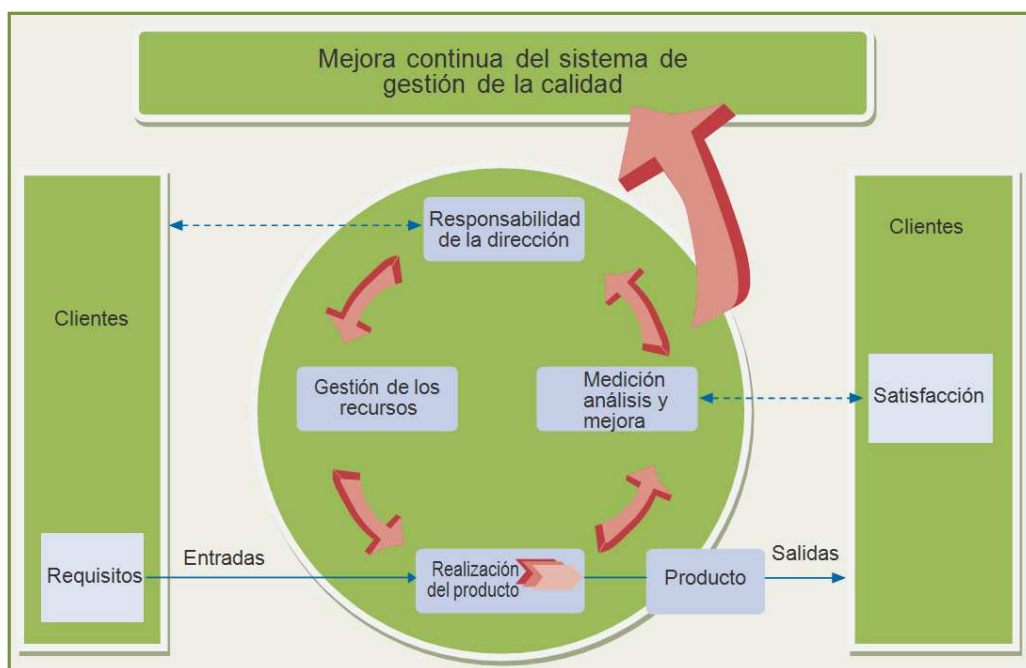 Mejora continua del sistema de
gestión de la calidad
Responsabilidad
de la dirección
Clientes
Clientes
Gestión de los
recursos
Medición
análisis y
mejora
Satisfacción
Requisitos
Entradas
Realización
del producto
Producto
Salidas